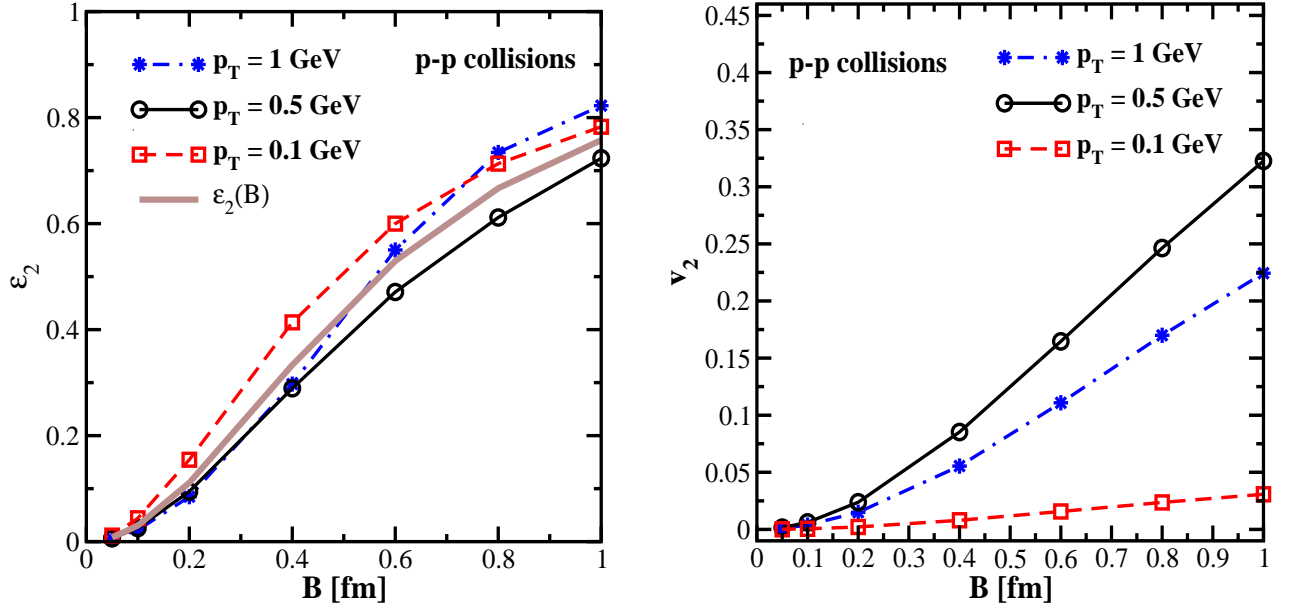 p_T = 1 GeV
p_T = 0.5 GeV
p_T = 0.1 GeV
ε₂(B)
p-p collisions
1
0.8
0.6
0.4
0.2
0
ε₂
0
0.2
0.4
0.6
0.8
1
B [fm]
p-p collisions
p_T = 1 GeV
p_T = 0.5 GeV
p_T = 0.1 GeV
0.45
0.4
0.35
0.3
0.25
0.2
0.15
0.1
0.05
0
v₂
0
0.1
0.2
0.3
0.4
0.5
0.6
0.7
0.8
0.9
1
B [fm]